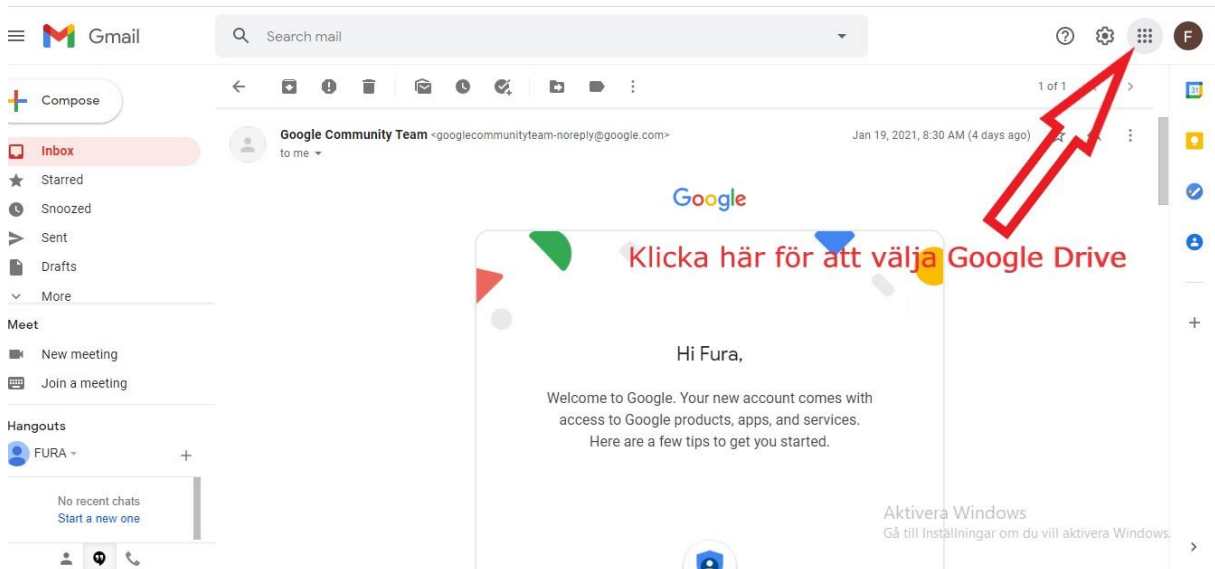 Gmail
Search mail
F
Compose
1 of 1
31
Google Community Team <googlecommunityteam-noreply@google.com>
Jan 19, 2021, 8:30 AM (4 days ago)
to me
Inbox
Starred
Snoozed
Sent
Drafts
More
Meet
New meeting
Join a meeting
Hangouts
FURA
No recent chats
Start a new one
Google
Klicka här för att välja Google Drive
Hi Fura,
Welcome to Google. Your new account comes with
access to Google products, apps, and services.
Here are a few tips to get you started.
Aktivera Windows
Gå till Inställningar om du vill aktivera Windows.